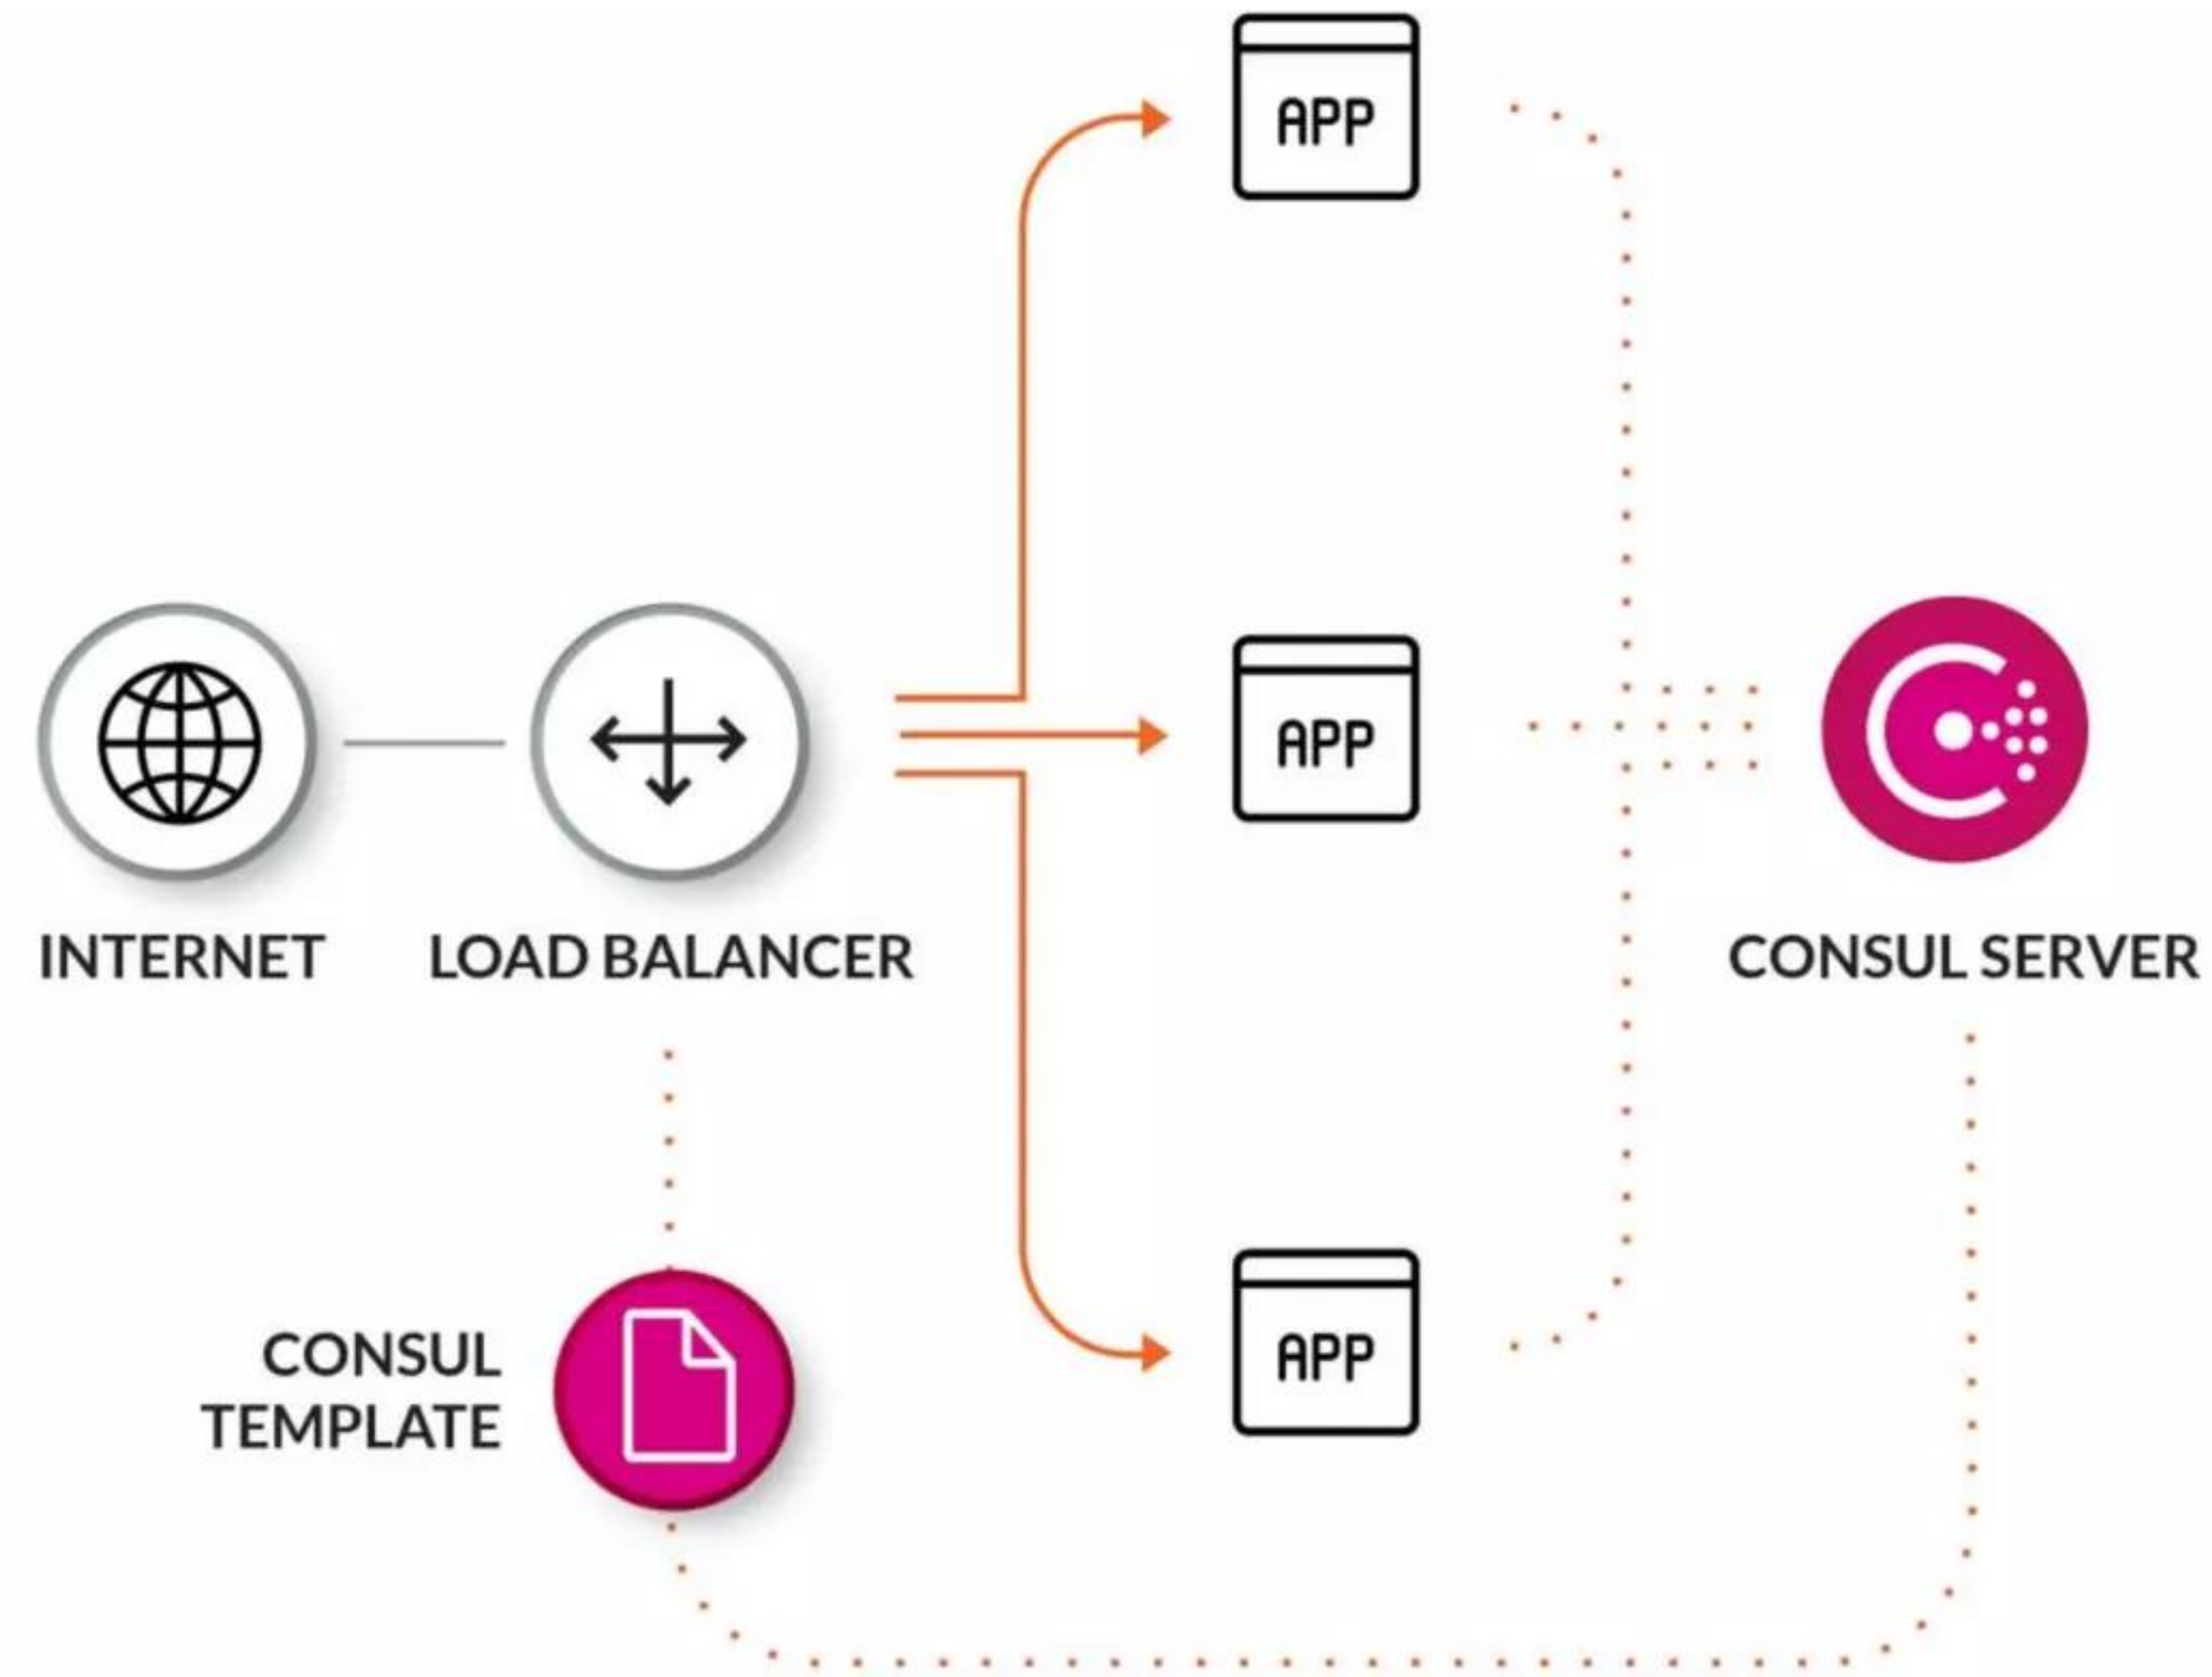 APP
APP
INTERNET
LOAD BALANCER
CONSUL SERVER
CONSUL
TEMPLATE
APP